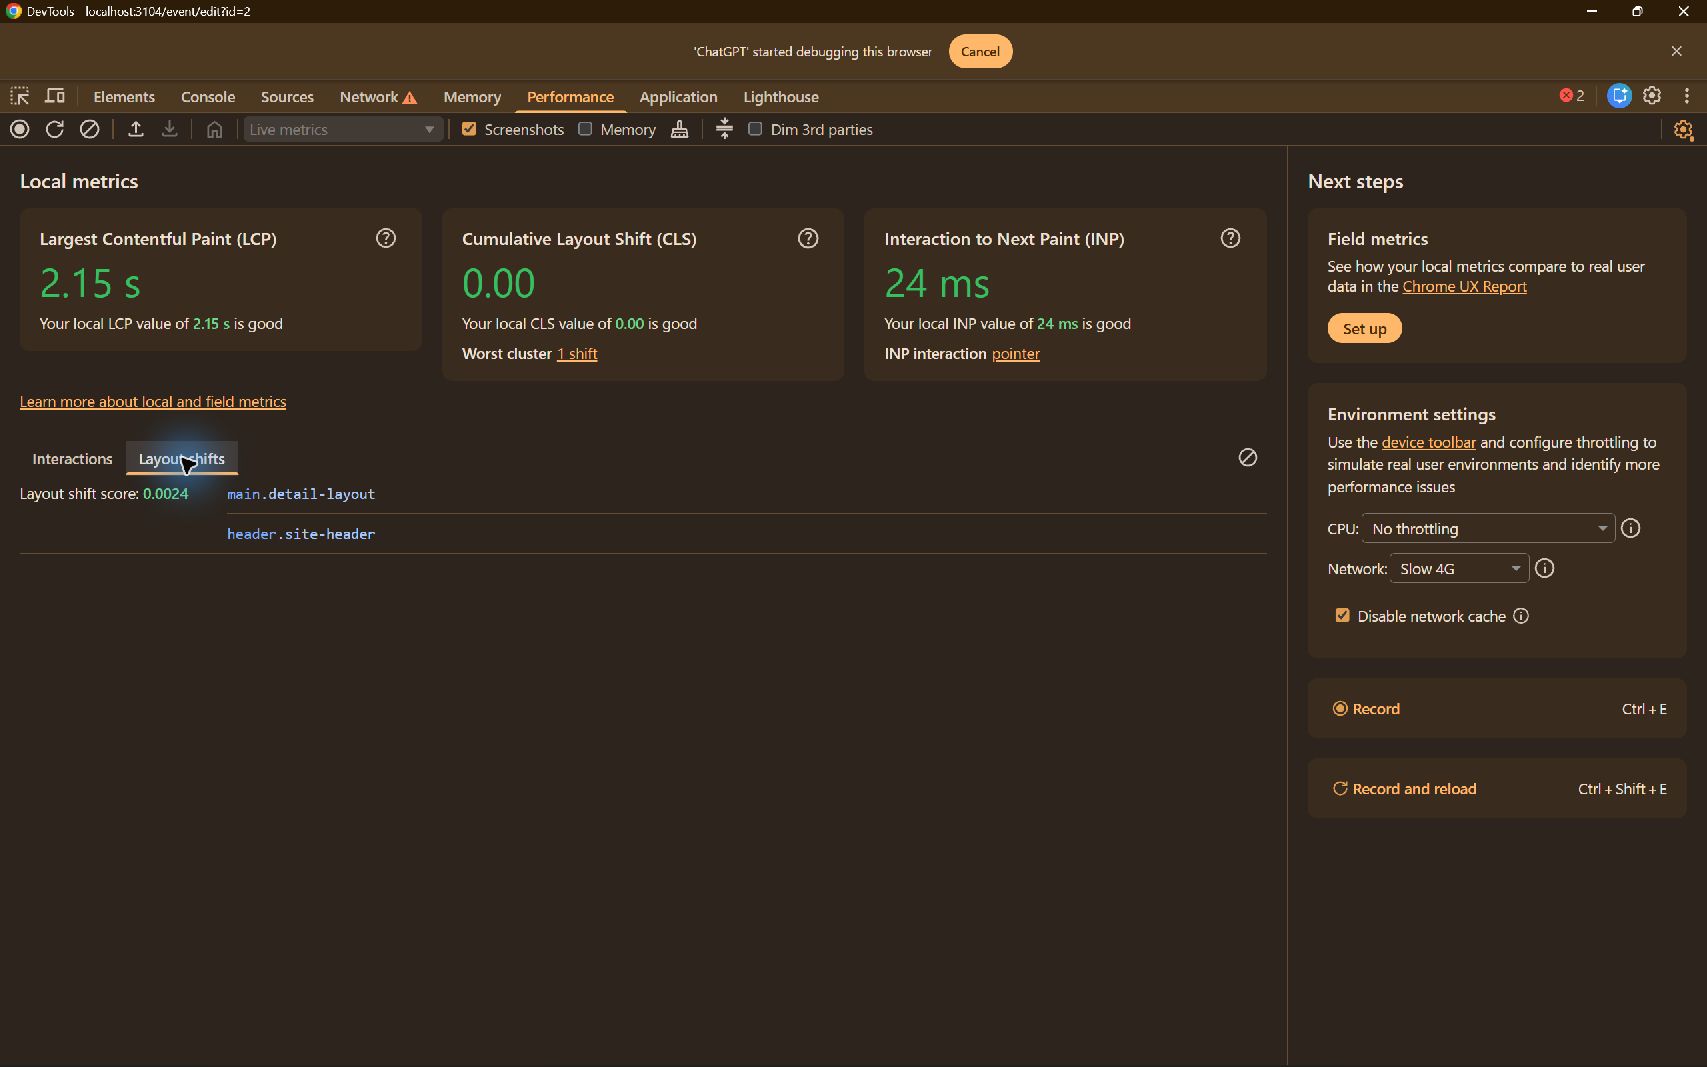 DevTools localhost:3104/event/edit?id=2
'ChatGPT' started debugging this browser Cancel
Elements Console Sources Network Memory Performance Application Lighthouse 2
Live metrics Screenshots Memory Dim 3rd parties
Local metrics
Largest Contentful Paint (LCP)
2.15 s
Your local LCP value of 2.15 s is good
Cumulative Layout Shift (CLS)
0.00
Your local CLS value of 0.00 is good
Worst cluster 1 shift
Interaction to Next Paint (INP)
24 ms
Your local INP value of 24 ms is good
INP interaction pointer
Learn more about local and field metrics
Interactions Layout shifts
Layout shift score: 0.0024 main.detail-layout
header.site-header
Next steps
Field metrics
See how your local metrics compare to real user
data in the Chrome UX Report
Set up
Environment settings
Use the device toolbar and configure throttling to
simulate real user environments and identify more
performance issues
CPU: No throttling
Network: Slow 4G
Disable network cache
Record Ctrl + E
Record and reload Ctrl + Shift + E